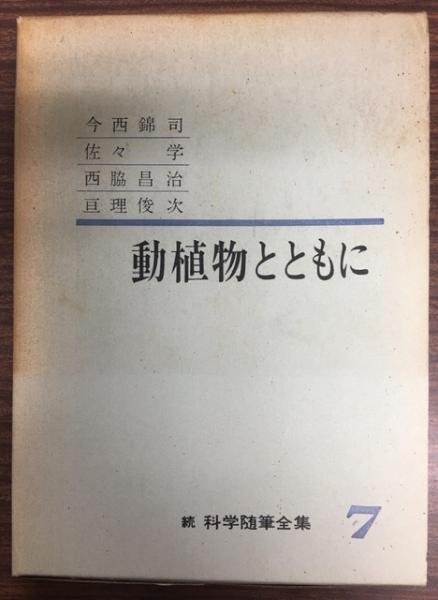 今西錦司
佐々学
西脇昌治
亘理俊次
動植物とともに
続 科学随筆全集 7